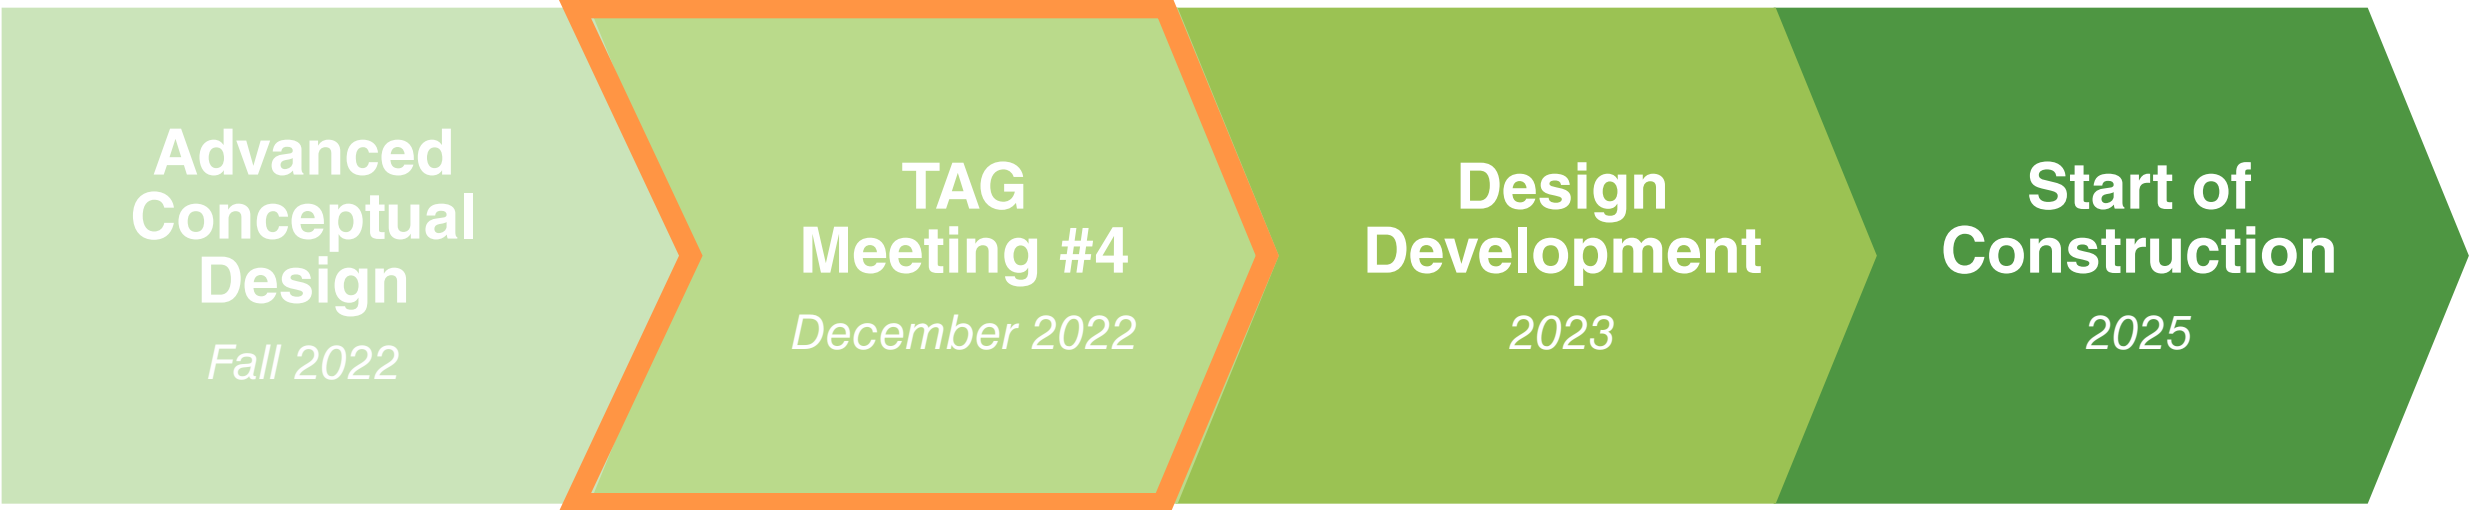 Advanced
Conceptual
Design
Fall 2022
TAG
Meeting #4
December 2022
Design
Development
2023
Start of
Construction
2025